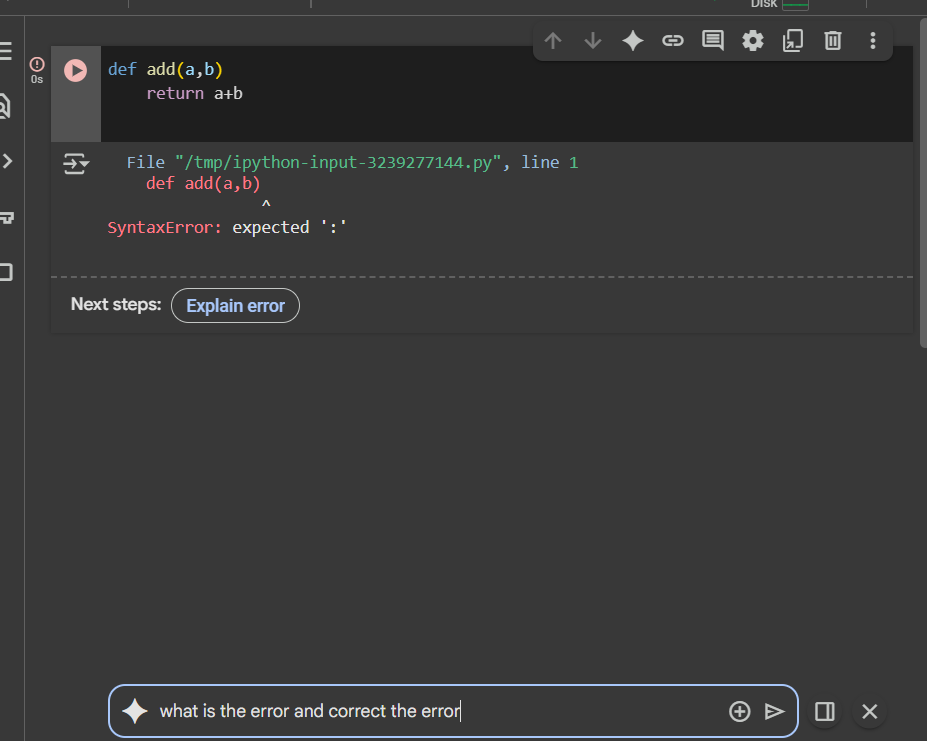 Disk
0s
def add(a,b)
    return a+b
File "/tmp/ipython-input-3239277144.py", line 1
    def add(a,b)
                ^
SyntaxError: expected ':'
Next steps: Explain error
what is the error and correct the error